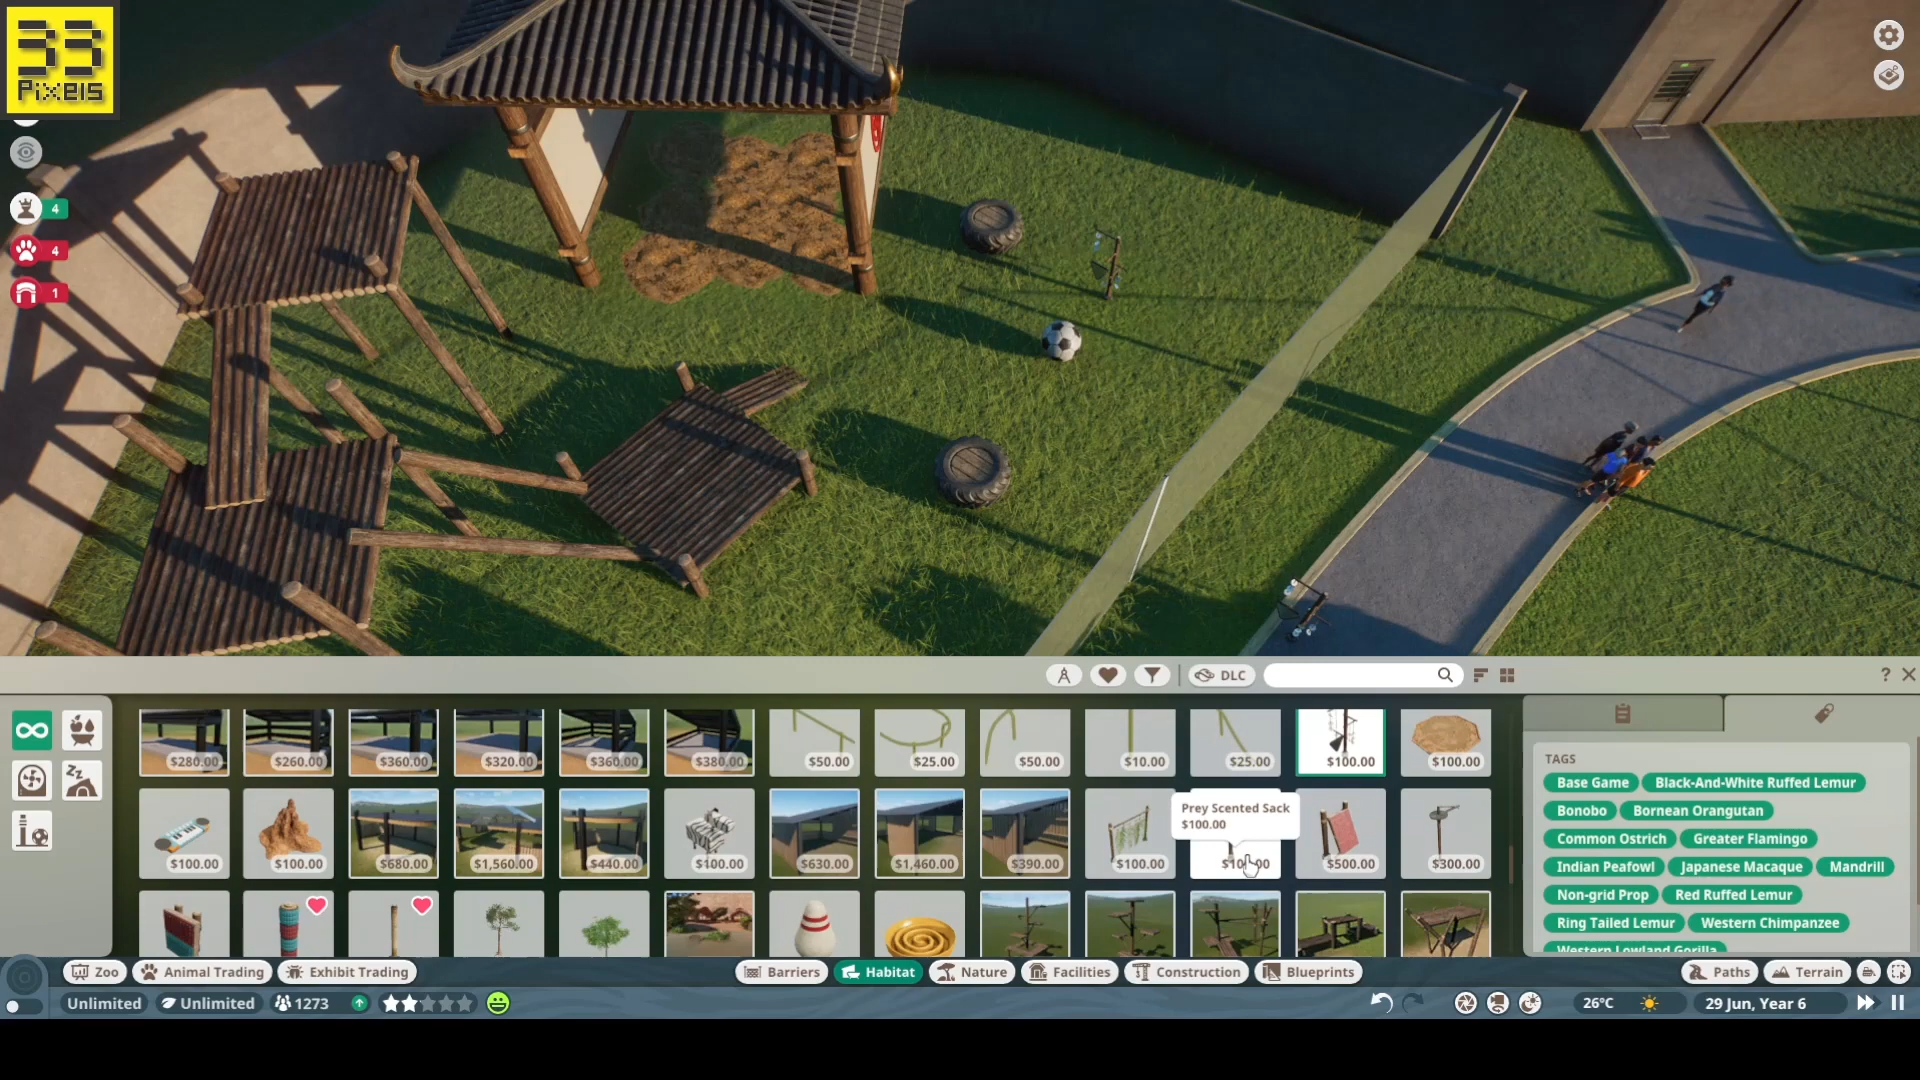 33
Pixels
4
4
1
DLC
?
$280.00 $260.00 $360.00 $320.00 $360.00 $380.00 $50.00 $25.00 $50.00 $10.00 $25.00 $100.00 $100.00
TAGS
Base Game Black-And-White Ruffed Lemur
Bonobo Bornean Orangutan
Common Ostrich Greater Flamingo
Indian Peafowl Japanese Macaque Mandrill
Non-grid Prop Red Ruffed Lemur
Ring Tailed Lemur Western Chimpanzee
Western Lowland Gorilla
Prey Scented Sack
$100.00
$100.00 $100.00 $680.00 $1,560.00 $440.00 $100.00 $630.00 $1,460.00 $390.00 $100.00 $500.00 $300.00
Zoo Animal Trading Exhibit Trading Barriers Habitat Nature Facilities Construction Blueprints Paths Terrain
Unlimited Unlimited 1273 26°C 29 Jun, Year 6